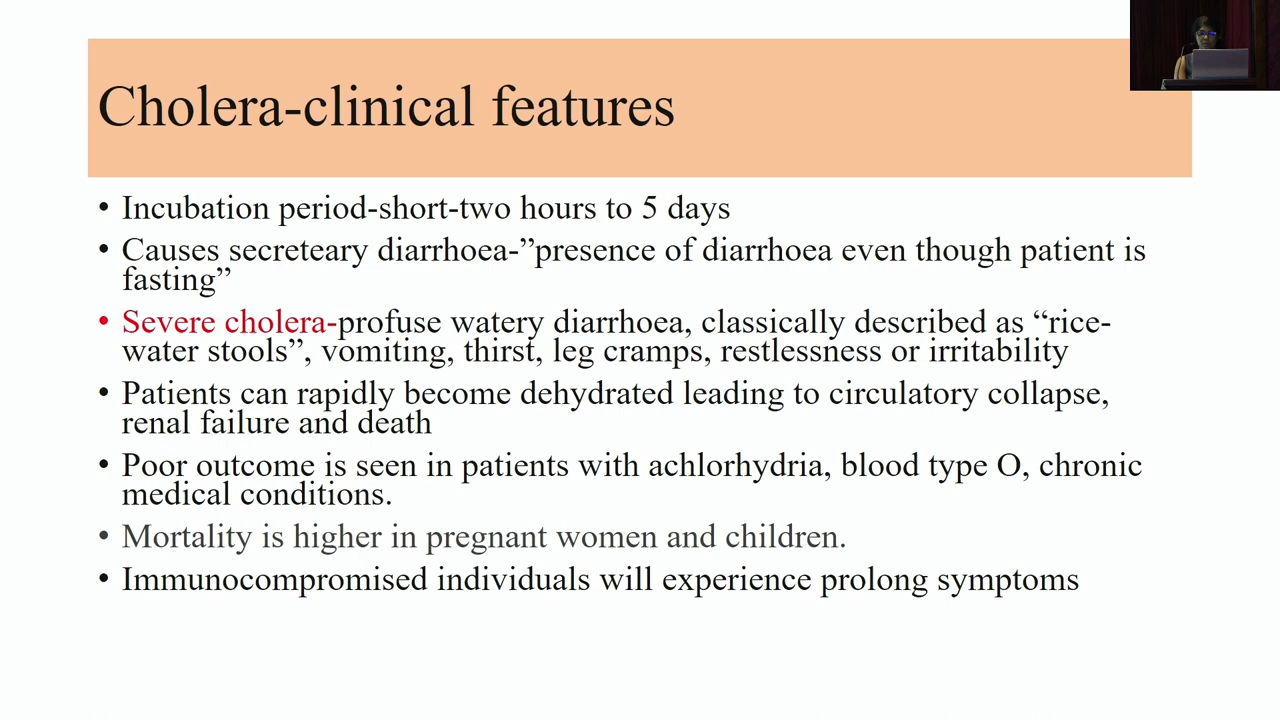 Cholera-clinical features
• Incubation period-short-two hours to 5 days
• Causes secreteary diarrhoea-”presence of diarrhoea even though patient is
fasting”
• Severe cholera-profuse watery diarrhoea, classically described as “rice-
water stools”, vomiting, thirst, leg cramps, restlessness or irritability
• Patients can rapidly become dehydrated leading to circulatory collapse,
renal failure and death
• Poor outcome is seen in patients with achlorhydria, blood type O, chronic
medical conditions.
• Mortality is higher in pregnant women and children.
• Immunocompromised individuals will experience prolong symptoms